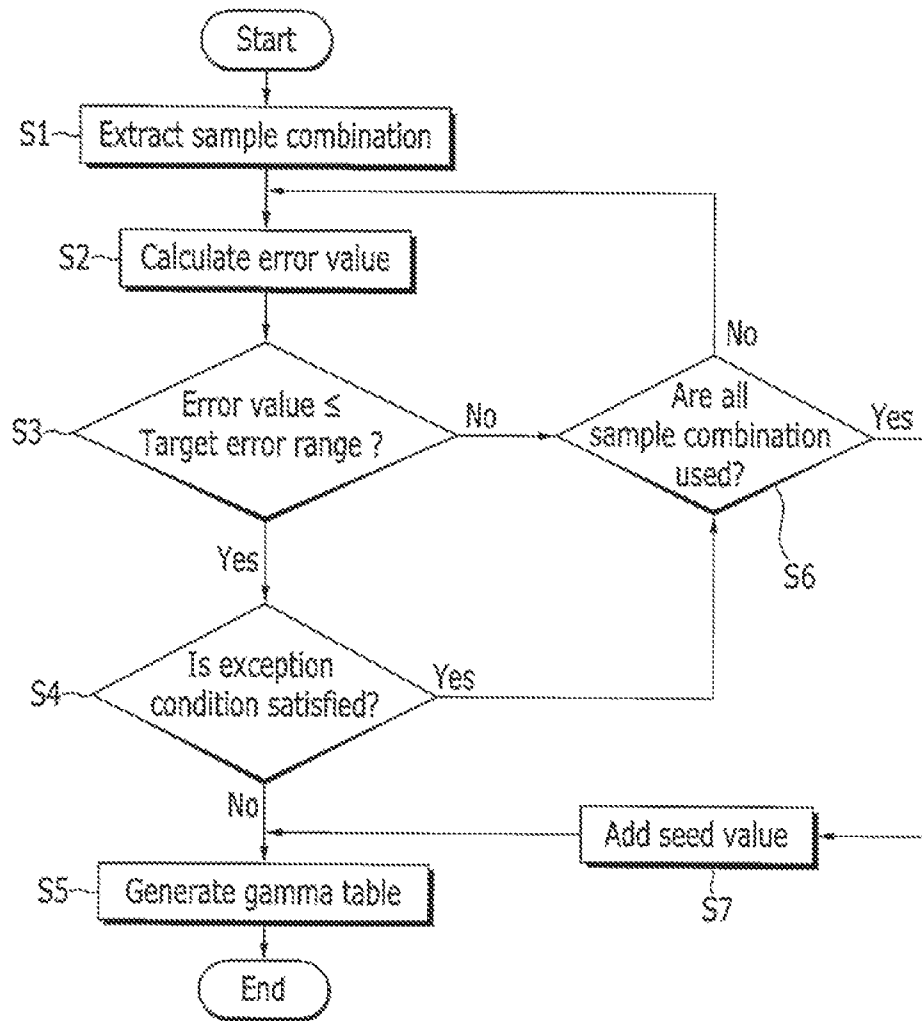 Start
S1
Extract sample combination
S2
Calculate error value
S3
Error value ≤
Target error range ?
No
Yes
No
Are all
sample combination
used?
Yes
S6
S4
Is exception
condition satisfied?
Yes
No
Add seed value
S7
S5
Generate gamma table
End